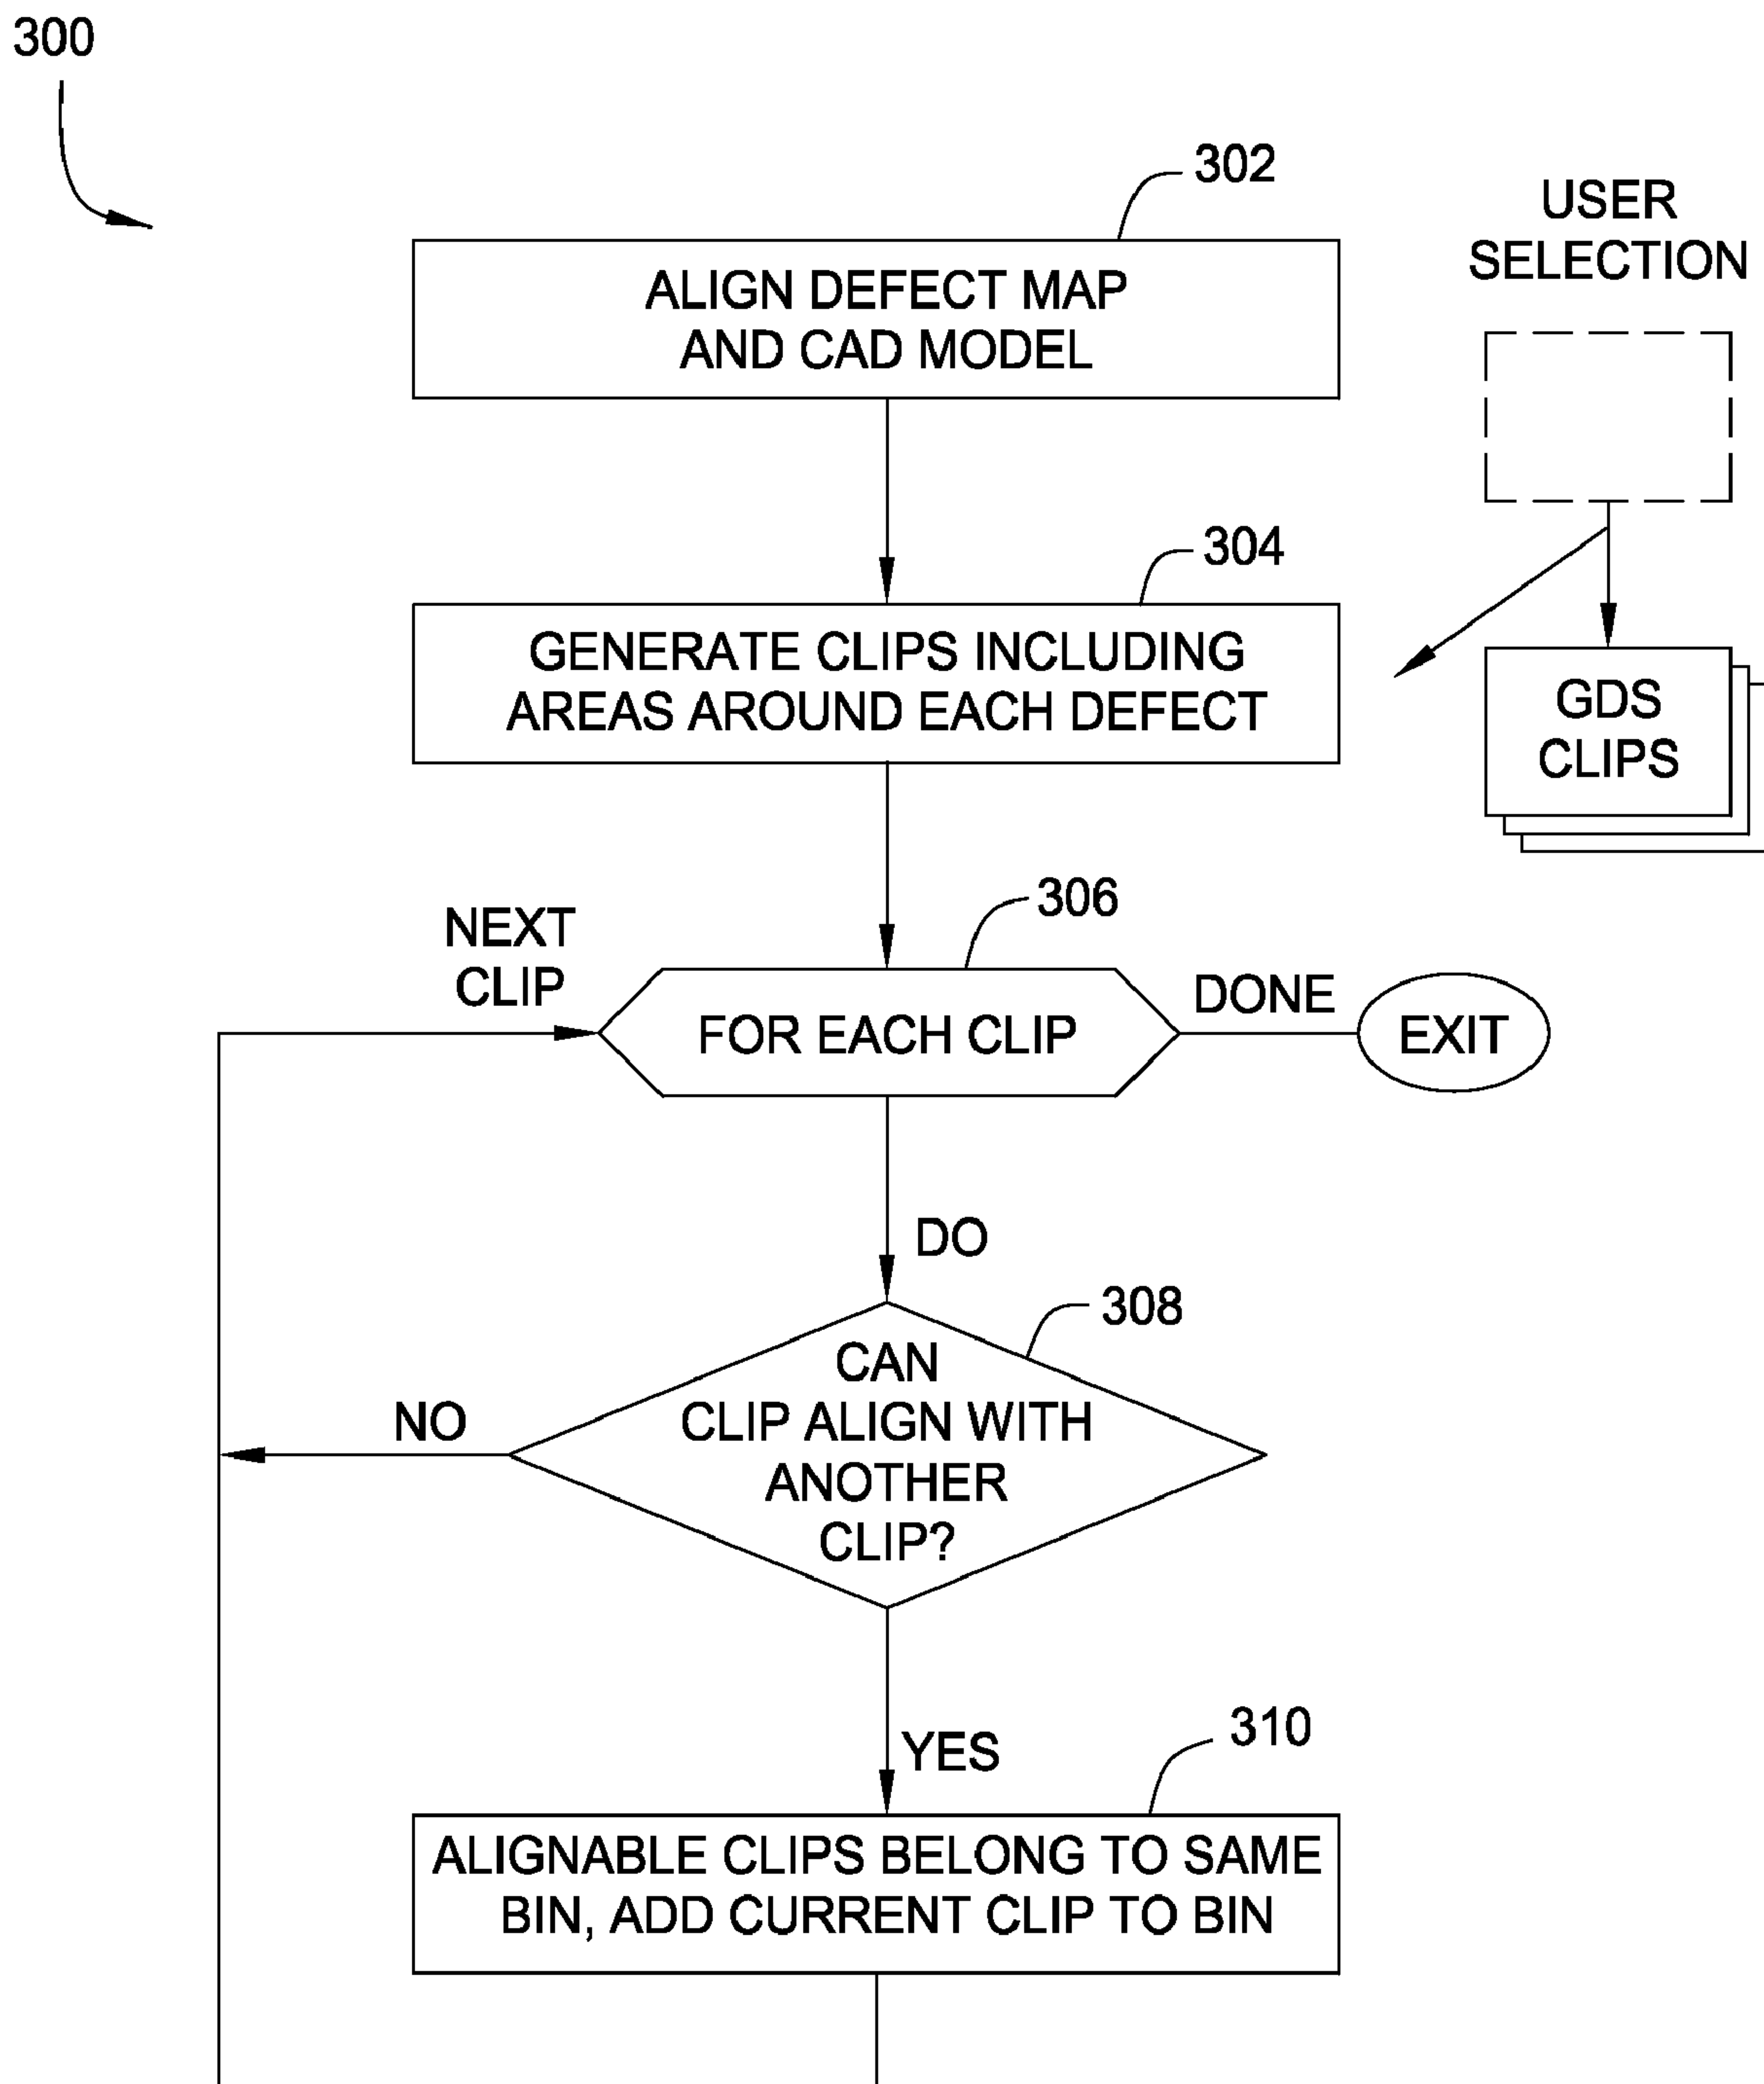 300
302
USER
SELECTION
ALIGN DEFECT MAP
AND CAD MODEL
304
GENERATE CLIPS INCLUDING
AREAS AROUND EACH DEFECT
GDS
CLIPS
306
NEXT
CLIP
FOR EACH CLIP
DONE
EXIT
DO
308
CAN
CLIP ALIGN WITH
ANOTHER
CLIP?
NO
YES
310
ALIGNABLE CLIPS BELONG TO SAME
BIN, ADD CURRENT CLIP TO BIN